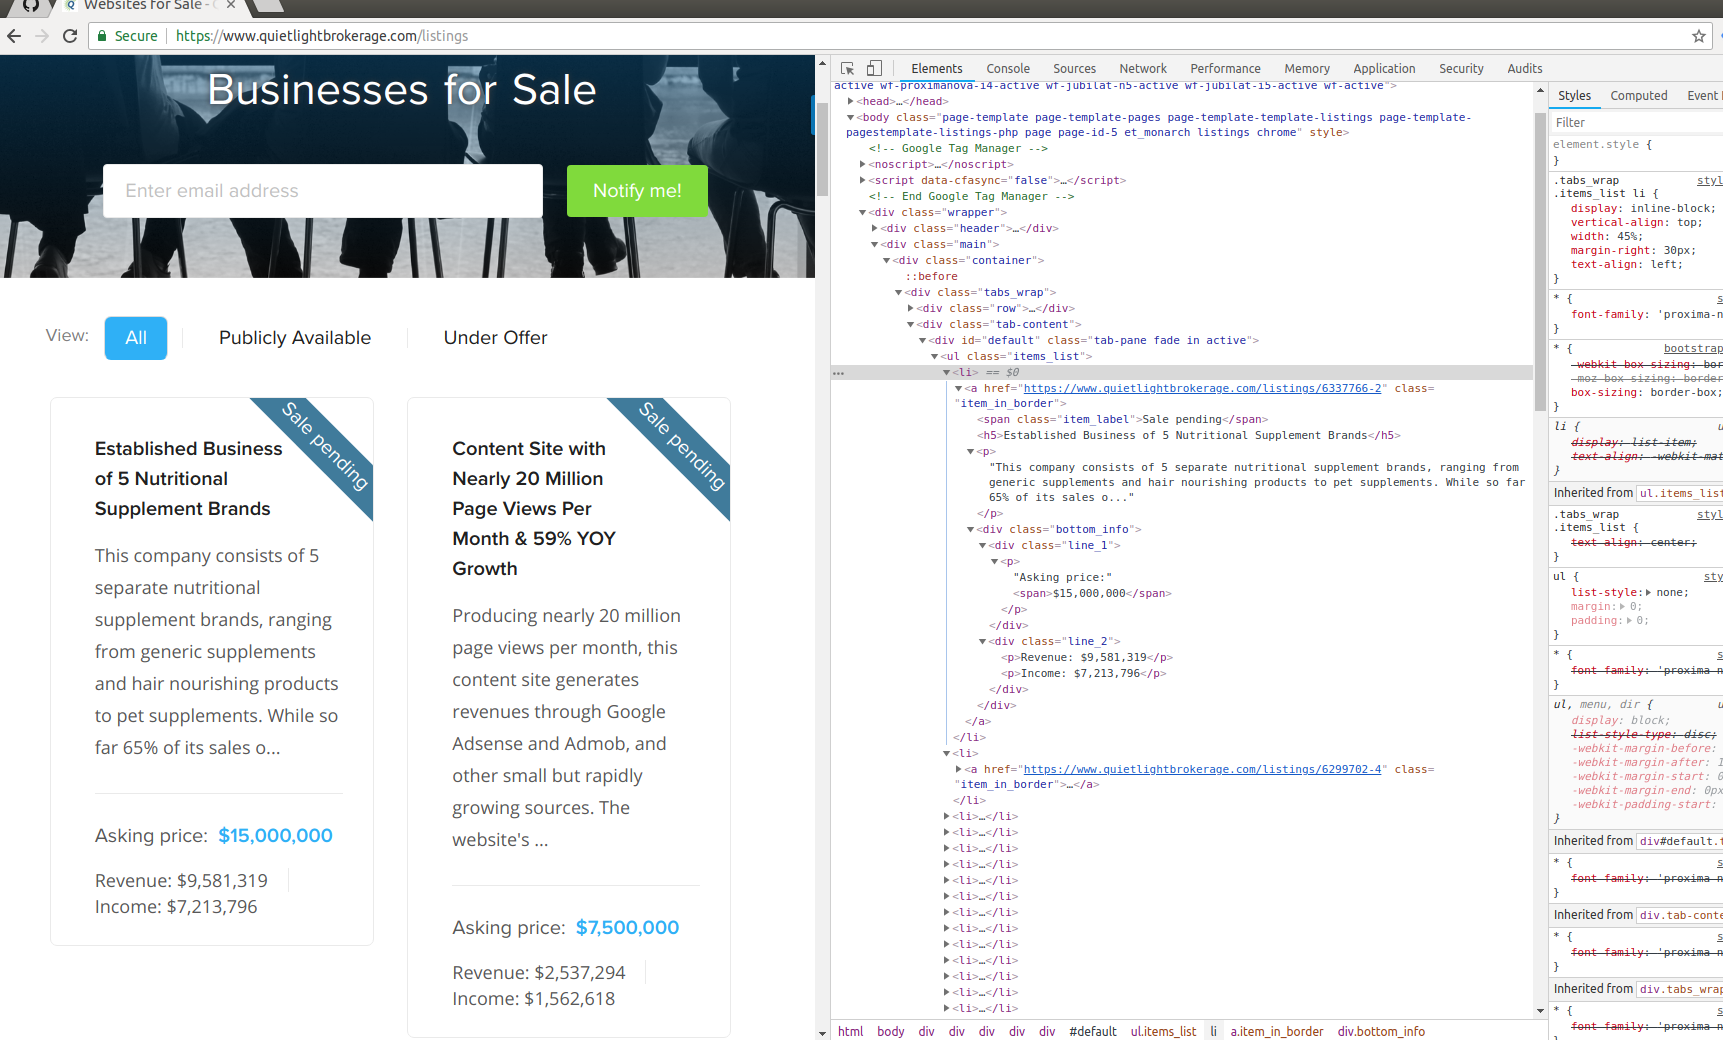 Websites for Sale -
Secure
https://www.quietlightbrokerage.com/listings
Businesses for Sale
Enter email address
Notify me!
View:
All
Publicly Available
Under Offer
Sale pending
Established Business
of 5 Nutritional
Supplement Brands
This company consists of 5
separate nutritional
supplement brands, ranging
from generic supplements
and hair nourishing products
to pet supplements. While so
far 65% of its sales o...
Asking price: $15,000,000
Revenue: $9,581,319
Income: $7,213,796
Sale pending
Content Site with
Nearly 20 Million
Page Views Per
Month & 59% YOY
Growth
Producing nearly 20 million
page views per month, this
content site generates
revenues through Google
Adsense and Admob, and
other small but rapidly
growing sources. The
website's ...
Asking price: $7,500,000
Revenue: $2,537,294
Income: $1,562,618
Elements Console Sources Network Performance Memory Application Security Audits
active wf-proximanova-i4-active wf-jubilat-n5-active wf-jubilat-i5-active wf-active">
<head>…</head>
<body class="page-template page-template-pages page-template-template-listings page-template-
pagestemplate-listings-php page page-id-5 et_monarch listings chrome" style>
<!-- Google Tag Manager -->
<noscript>…</noscript>
<script data-cfasync="false">…</script>
<!-- End Google Tag Manager -->
<div class="wrapper">
<div class="header">…</div>
<div class="main">
<div class="container">
::before
<div class="tabs_wrap">
<div class="row">…</div>
<div class="tab-content">
<div id="default" class="tab-pane fade in active">
<ul class="items_list">
… <li> == $0
<a href="https://www.quietlightbrokerage.com/listings/6337766-2" class=
"item_in_border">
<span class="item_label">Sale pending</span>
<h5>Established Business of 5 Nutritional Supplement Brands</h5>
<p>
"This company consists of 5 separate nutritional supplement brands, ranging from
generic supplements and hair nourishing products to pet supplements. While so far
65% of its sales o..."
</p>
<div class="bottom_info">
<div class="line_1">
<p>
"Asking price:"
<span>$15,000,000</span>
</p>
</div>
<div class="line_2">
<p>Revenue: $9,581,319</p>
<p>Income: $7,213,796</p>
</div>
</div>
</a>
</li>
<li>
<a href="https://www.quietlightbrokerage.com/listings/6299702-4" class=
"item_in_border">…</a>
</li>
<li>…</li>
<li>…</li>
<li>…</li>
<li>…</li>
<li>…</li>
<li>…</li>
<li>…</li>
<li>…</li>
<li>…</li>
<li>…</li>
<li>…</li>
<li>…</li>
<li>…</li>
html body div div div div div #default ul.items_list li a.item_in_border div.bottom_info
Styles Computed Event
Filter
element.style {
}
.tabs_wrap styl
.items_list li {
display: inline-block;
vertical-align: top;
width: 45%;
margin-right: 30px;
text-align: left;
}
* { s
font-family: 'proxima-n
}
* { bootstrap
-webkit-box-sizing: bor
-moz-box-sizing: border
box-sizing: border-box;
}
li { u
display: list-item;
text-align: -webkit-mat
}
Inherited from ul.items_list
.tabs_wrap styl
.items_list {
text-align: center;
}
ul { sty
list-style: none;
margin: 0;
padding: 0;
}
* { s
font-family: 'proxima-n
}
ul, menu, dir { u
display: block;
list-style-type: disc;
-webkit-margin-before:
-webkit-margin-after: 1
-webkit-margin-start: 0
-webkit-margin-end: 0px
-webkit-padding-start:
}
Inherited from div#default.t
* { s
font-family: 'proxima-n
}
Inherited from div.tab-conte
* { s
font-family: 'proxima-n
}
Inherited from div.tabs_wrap
* { s
font-family: 'proxima-n
}